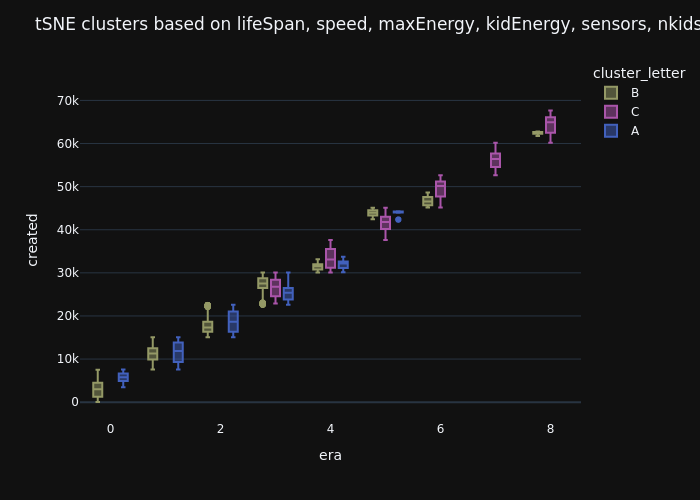 tSNE clusters based on lifeSpan, speed, maxEnergy, kidEnergy, sensors, nkids
cluster_letter
B
C
A
70k
60k
50k
40k
30k
20k
10k
0
created
0 2 4 6 8
era